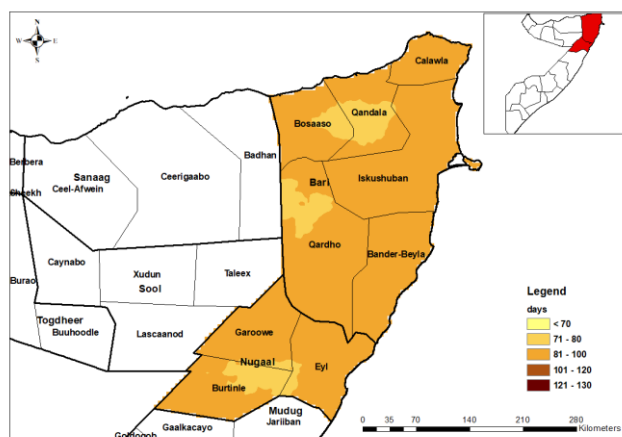 N
W E
S
Calawla
Qandala
Bosaaso
Badhan
Berbera
Sanaag
Ceerigaabo
Sheekh
Ceel-Afwein
Bari
Iskushuban
Qardho
Bander-Beyla
Caynabo
Xudun
Taleex
Burao
Sool
Togdheer
Buuhoodle
Lascaanod
Garoowe
Nugaal
Eyl
Burtinle
Mudug
Jariiban
Gaalkacayo
Goldogob
Legend
days
< 70
71 - 80
81 - 100
101 - 120
121 - 130
0 35 70 140 210 280
Kilometers